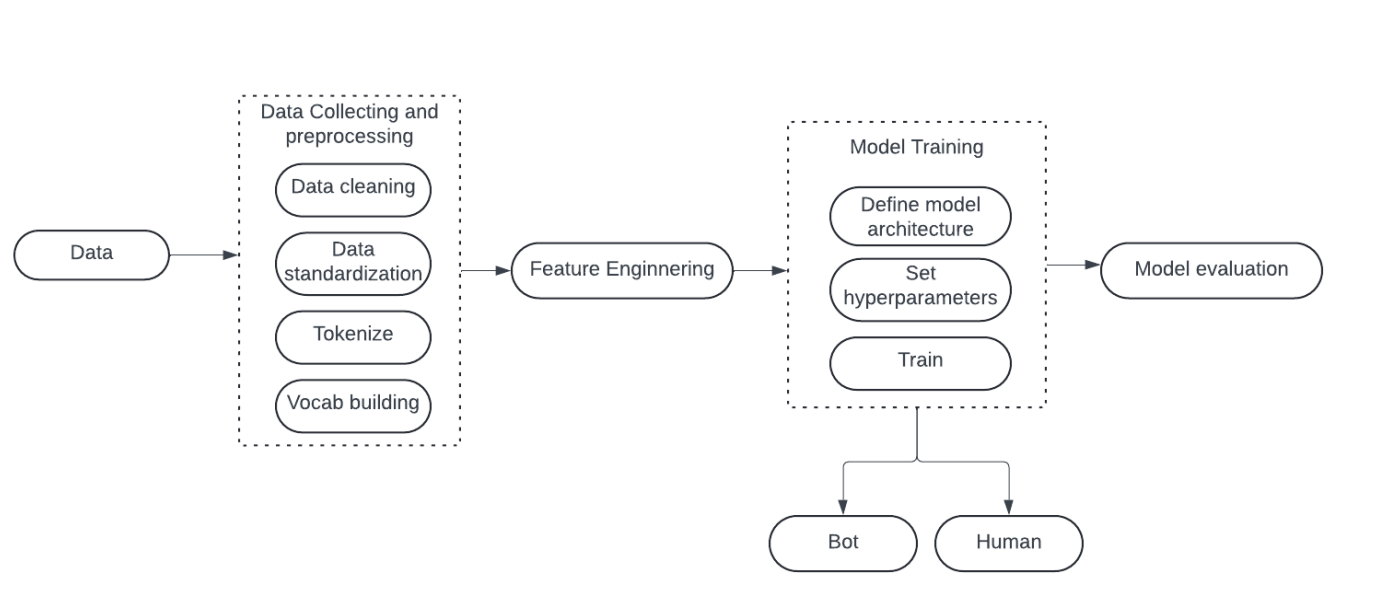 Data
Data Collecting and
preprocessing
Data cleaning
Data
standardization
Tokenize
Vocab building
Feature Enginnering
Model Training
Define model
architecture
Set
hyperparameters
Train
Model evaluation
Bot
Human